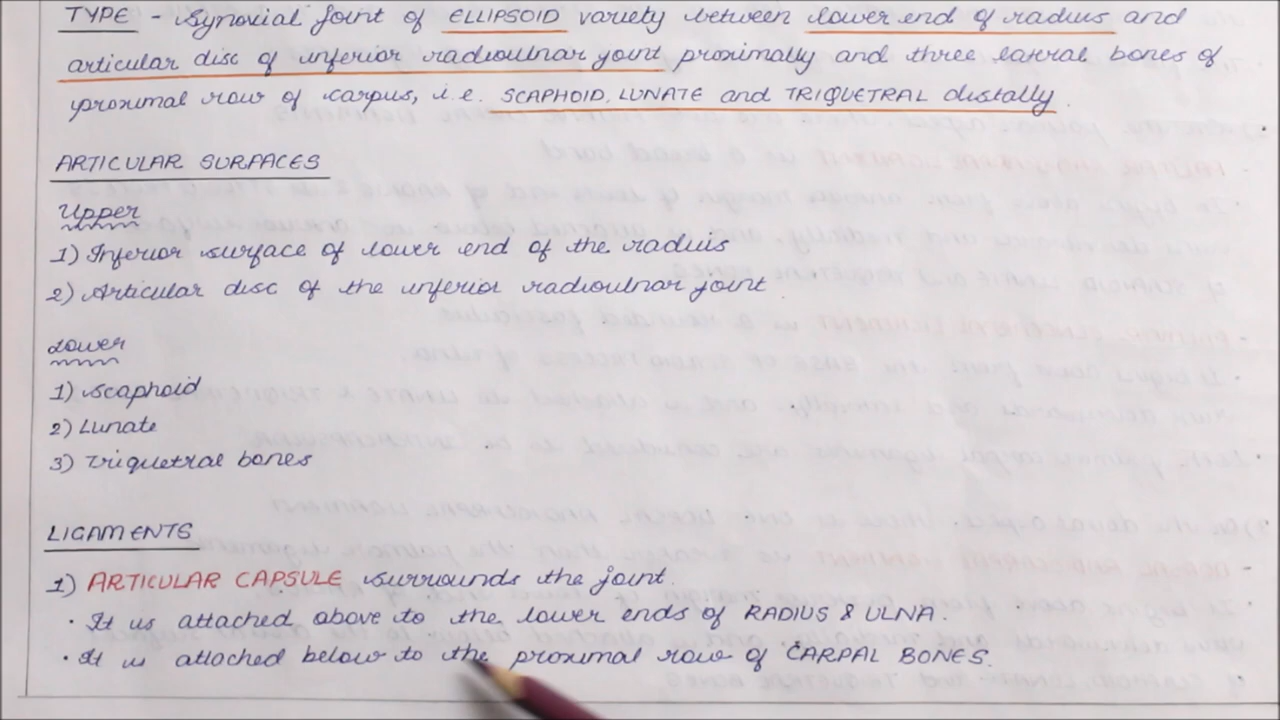 TYPE - Synovial joint of ELLIPSOID variety between lower end of radius and
articular disc of inferior radioulnar joint proximally and three lateral bones of
proximal row of carpus, i.e. SCAPHOID, LUNATE and TRIQUETRAL distally.
ARTICULAR SURFACES
Upper
1) Inferior surface of lower end of the radius
2) Articular disc of the inferior radioulnar joint
Lower
1) Scaphoid
2) Lunate
3) Triquetral bones
LIGAMENTS
1) ARTICULAR CAPSULE surrounds the joint.
· It is attached above to the lower ends of RADIUS & ULNA.
· It is attached below to the proximal row of CARPAL BONES.